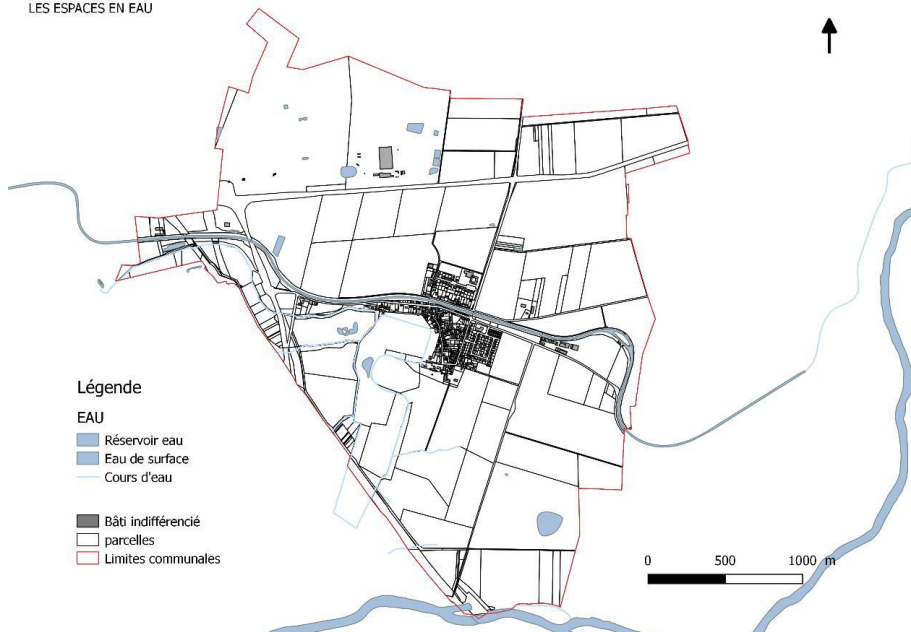 LES ESPACES EN EAU
Légende
EAU
Réservoir eau
Eau de surface
Cours d'eau
Bâti indifférencié
parcelles
Limites communales
0 500 1000 m